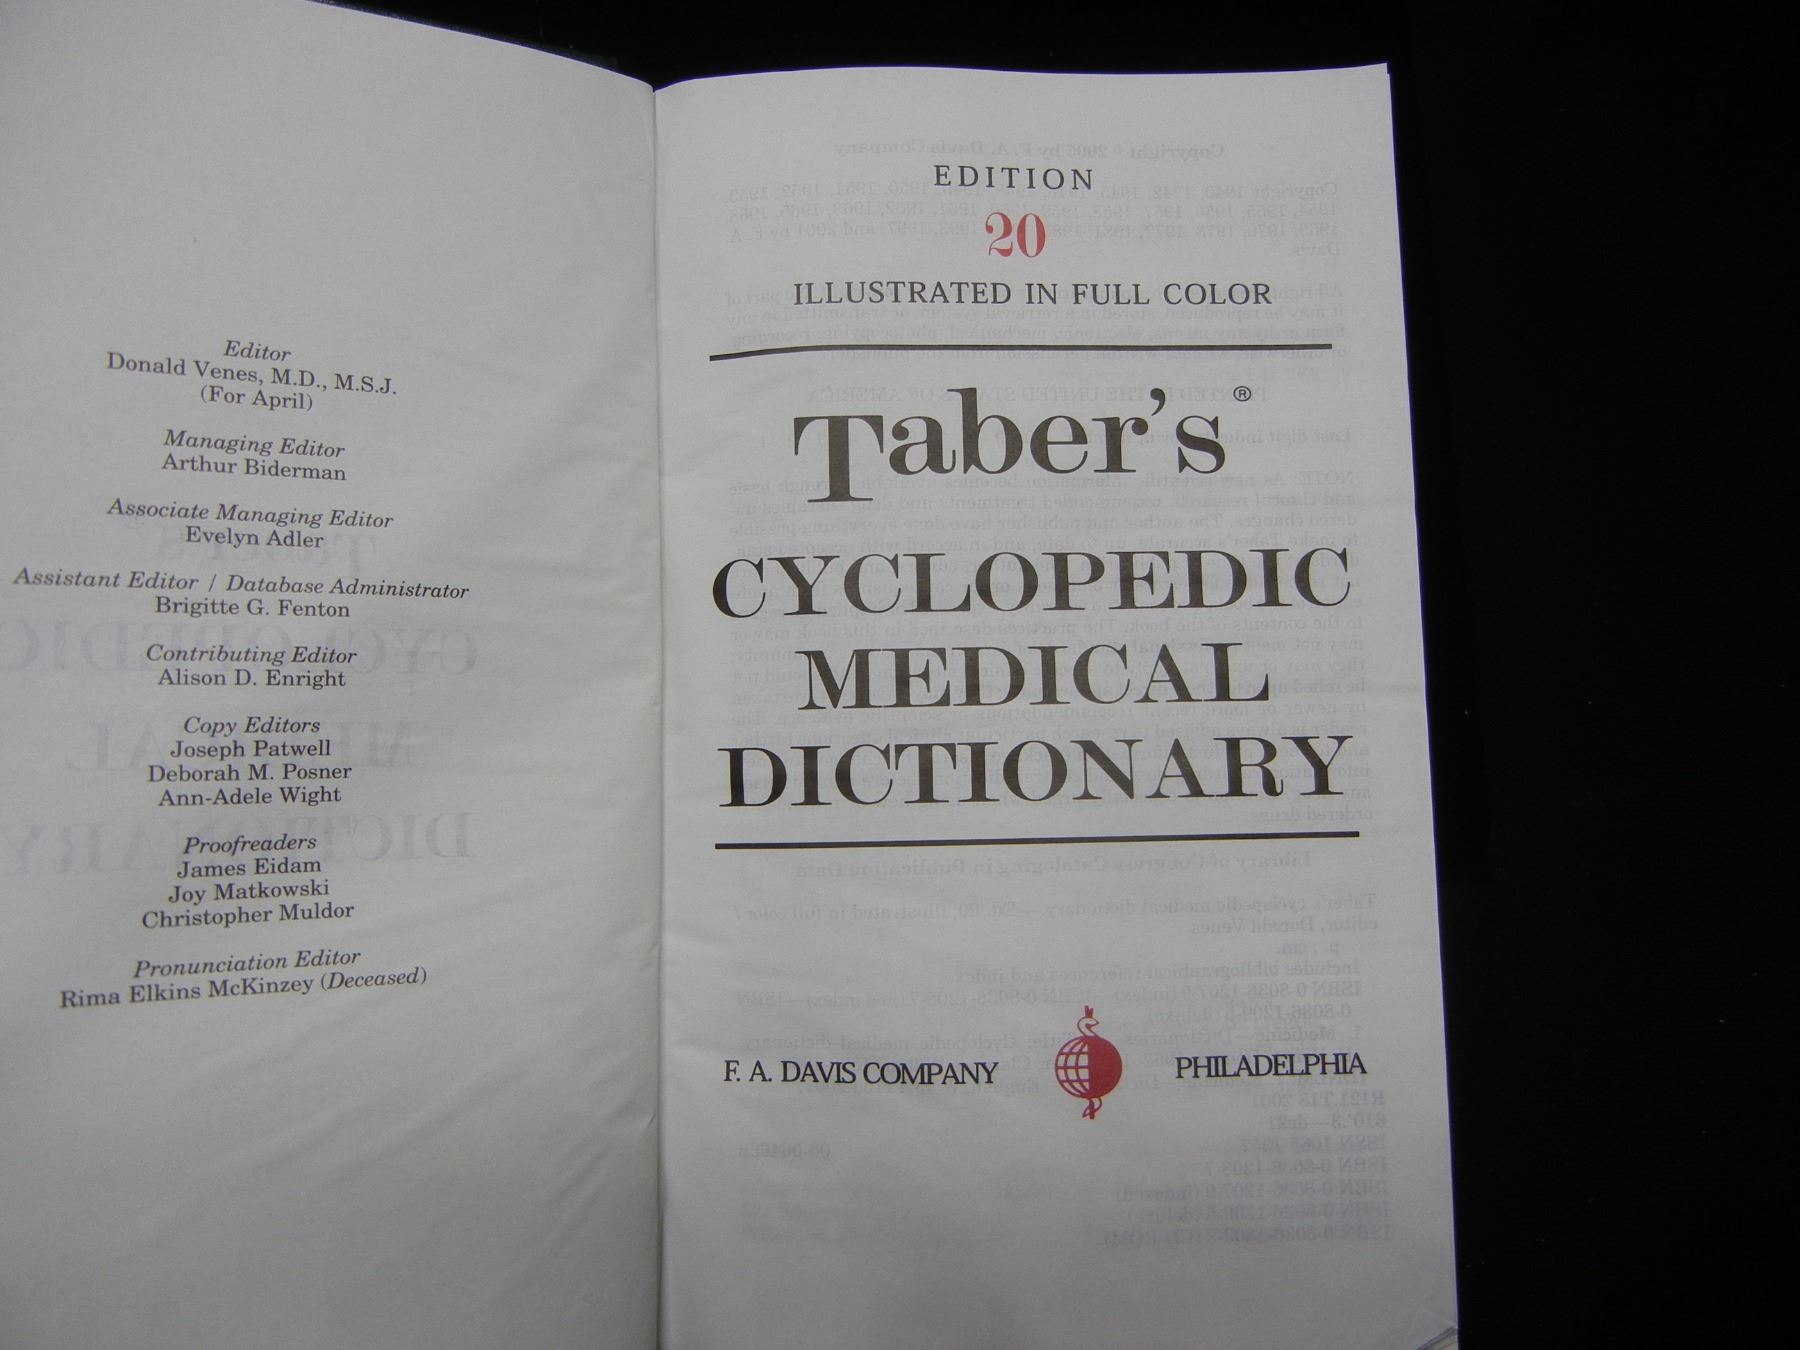 Editor
Donald Venes, M.D., M.S.J.
(For April)
Managing Editor
Arthur Biderman
Associate Managing Editor
Evelyn Adler
Assistant Editor / Database Administrator
Brigitte G. Fenton
Contributing Editor
Alison D. Enright
Copy Editors
Joseph Patwell
Deborah M. Posner
Ann-Adele Wight
Proofreaders
James Eidam
Joy Matkowski
Christopher Muldor
Pronunciation Editor
Rima Elkins McKinzey (Deceased)
EDITION
20
ILLUSTRATED IN FULL COLOR
Taber's®
CYCLOPEDIC
MEDICAL
DICTIONARY
F. A. DAVIS COMPANY PHILADELPHIA